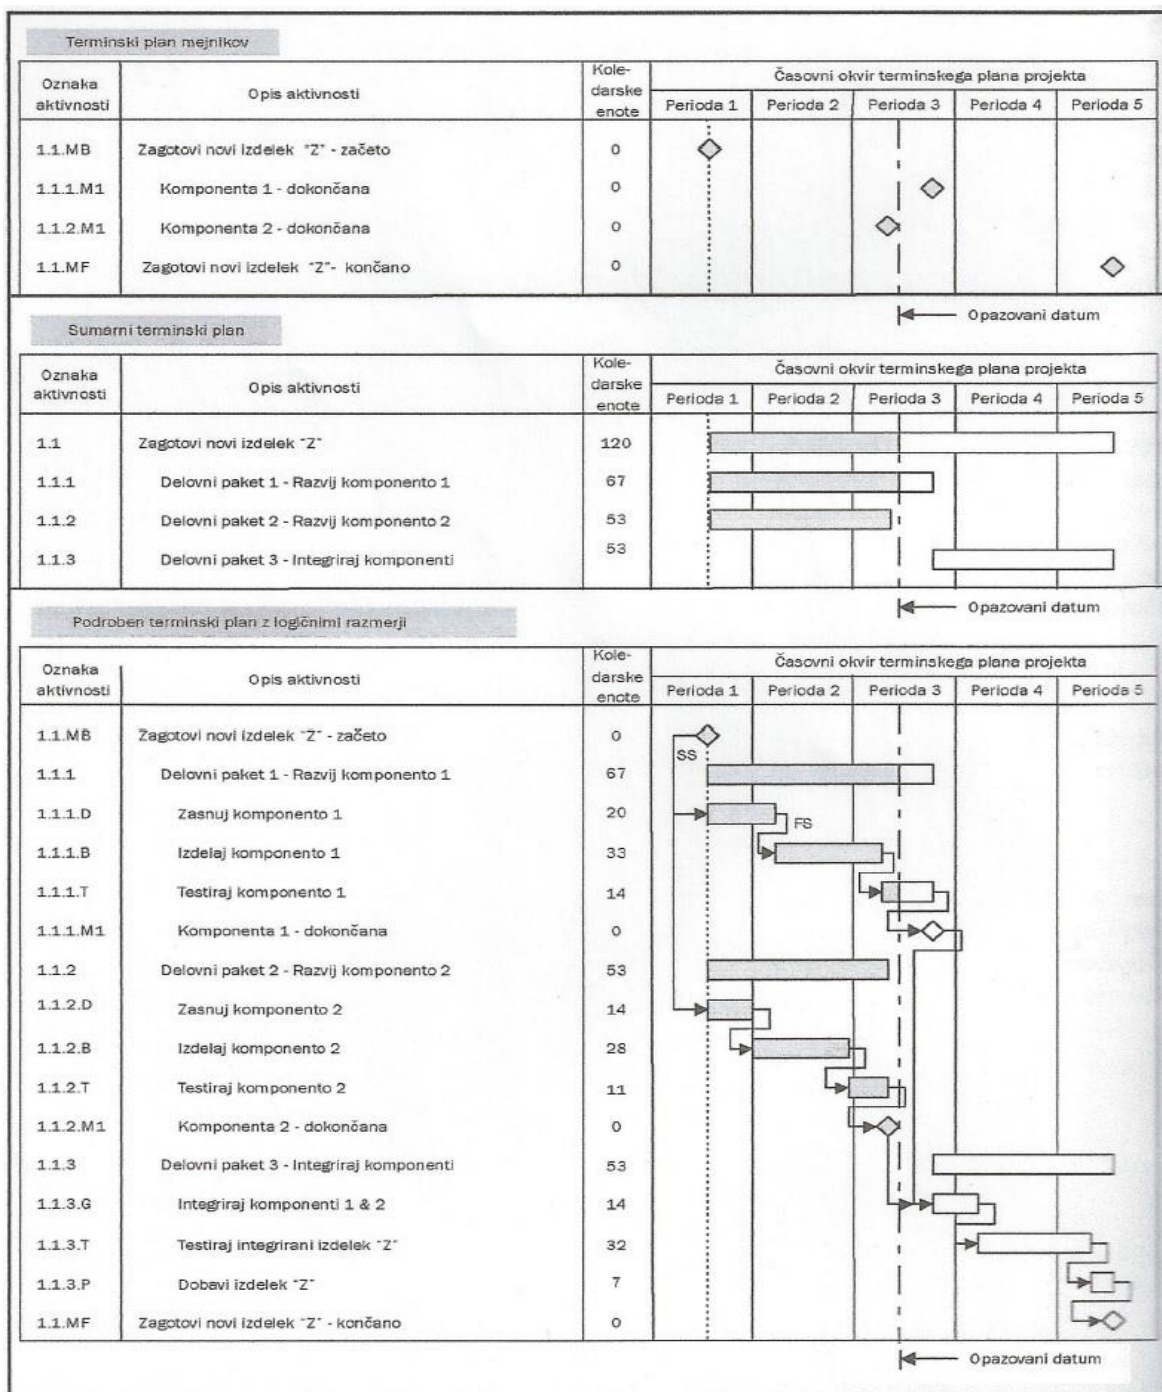 Terminski plan mejnikov
Oznaka aktivnosti
Opis aktivnosti
Kole-
darske
enote
Časovni okvir terminskega plana projekta
Perioda 1 Perioda 2 Perioda 3 Perioda 4 Perioda 5
1.1.MB Zagotovi novi izdelek "Z" - začeto 0
1.1.1.M1 Komponenta 1 - dokončana 0
1.1.2.M1 Komponenta 2 - dokončana 0
1.1.MF Zagotovi novi izdelek "Z"- končano 0
Opazovani datum
Sumarni terminski plan
Oznaka
aktivnosti
Opis aktivnosti
Kole-
darske
enote
Časovni okvir terminskega plana projekta
Perioda 1 Perioda 2 Perioda 3 Perioda 4 Perioda 5
1.1 Zagotovi novi izdelek "Z" 120
1.1.1 Delovni paket 1 - Razvij komponento 1 67
1.1.2 Delovni paket 2 - Razvij komponento 2 53
1.1.3 Delovni paket 3 - Integriraj komponenti 53
Opazovani datum
Podroben terminski plan z logičnimi razmerji
Oznaka
aktivnosti
Opis aktivnosti
Kole-
darske
enote
Časovni okvir terminskega plana projekta
Perioda 1 Perioda 2 Perioda 3 Perioda 4 Perioda 5
1.1.MB Zagotovi novi izdelek "Z" - začeto 0
SS
1.1.1 Delovni paket 1 - Razvij komponento 1 67
1.1.1.D Zasnuj komponento 1 20
FS
1.1.1.B Izdelaj komponento 1 33
1.1.1.T Testiraj komponento 1 14
1.1.1.M1 Komponenta 1 - dokončana 0
1.1.2 Delovni paket 2 - Razvij komponento 2 53
1.1.2.D Zasnuj komponento 2 14
1.1.2.B Izdelaj komponento 2 28
1.1.2.T Testiraj komponento 2 11
1.1.2.M1 Komponenta 2 - dokončana 0
1.1.3 Delovni paket 3 - Integriraj komponenti 53
1.1.3.G Integriraj komponenti 1 & 2 14
1.1.3.T Testiraj integrirani izdelek "Z" 32
1.1.3.P Dobavi izdelek "Z" 7
1.1.MF Zagotovi novi izdelek "Z" - končano 0
Opazovani datum